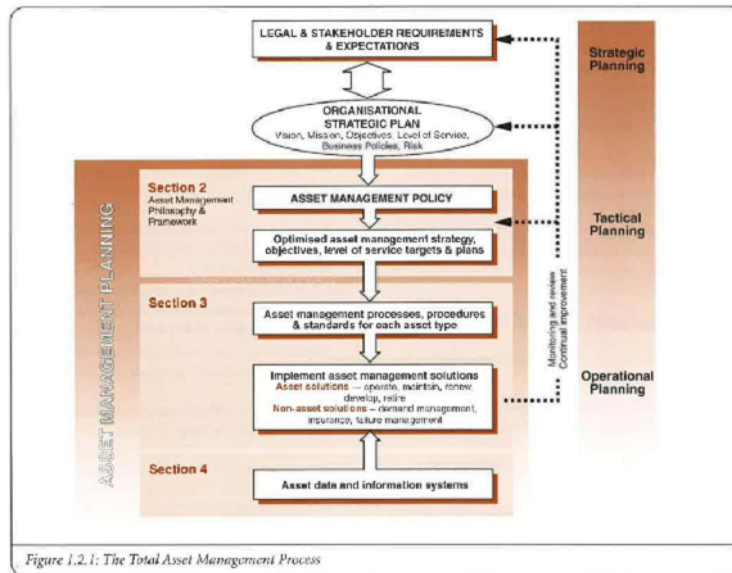 LEGAL & STAKEHOLDER REQUIREMENTS
& EXPECTATIONS
Strategic
Planning
ORGANISATIONAL
STRATEGIC PLAN
Vision, Mission, Objectives, Level of Service,
Business Policies, Risk
ASSET MANAGEMENT PLANNING
Section 2
Asset Management
Philosophy &
Framework
ASSET MANAGEMENT POLICY
Optimised asset management strategy,
objectives, level of service targets & plans
Tactical
Planning
Section 3
Asset management processes, procedures
& standards for each asset type
Implement asset management solutions
Asset solutions — operate, maintain, renew,
develop, retire
Non-asset solutions – demand management,
insurance, failure management
Monitoring and review
Continual improvement
Operational
Planning
Section 4
Asset data and information systems
Figure 1.2.1: The Total Asset Management Process